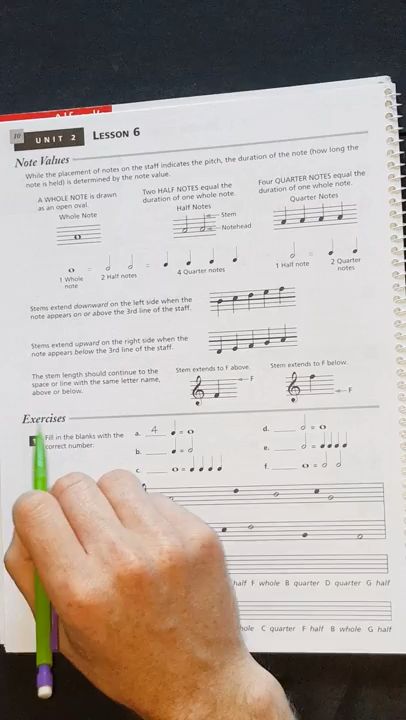 10
UNIT 2
LESSON 6
Note Values
While the placement of notes on the staff indicates the pitch, the duration of the note (how long the
note is held) is determined by the note value.
A WHOLE NOTE is drawn
as an open oval.
Whole Note
Two HALF NOTES equal the
duration of one whole note.
Half Notes
Stem
Notehead
Four QUARTER NOTES equal the
duration of one whole note.
Quarter Notes
1 Whole
note
=
2 Half notes
=
4 Quarter notes
1 Half note
=
2 Quarter
notes
Stems extend downward on the left side when the
note appears on or above the 3rd line of the staff.
Stems extend upward on the right side when the
note appears below the 3rd line of the staff.
The stem length should continue to the
space or line with the same letter name,
above or below.
Stem extends to F above.
F
Stem extends to F below.
F
Exercises
Fill in the blanks with the
correct number:
a. 4 =
b. =
c. =
d. =
e. =
f. =
half F whole B quarter D quarter G half
C quarter F half B whole G half